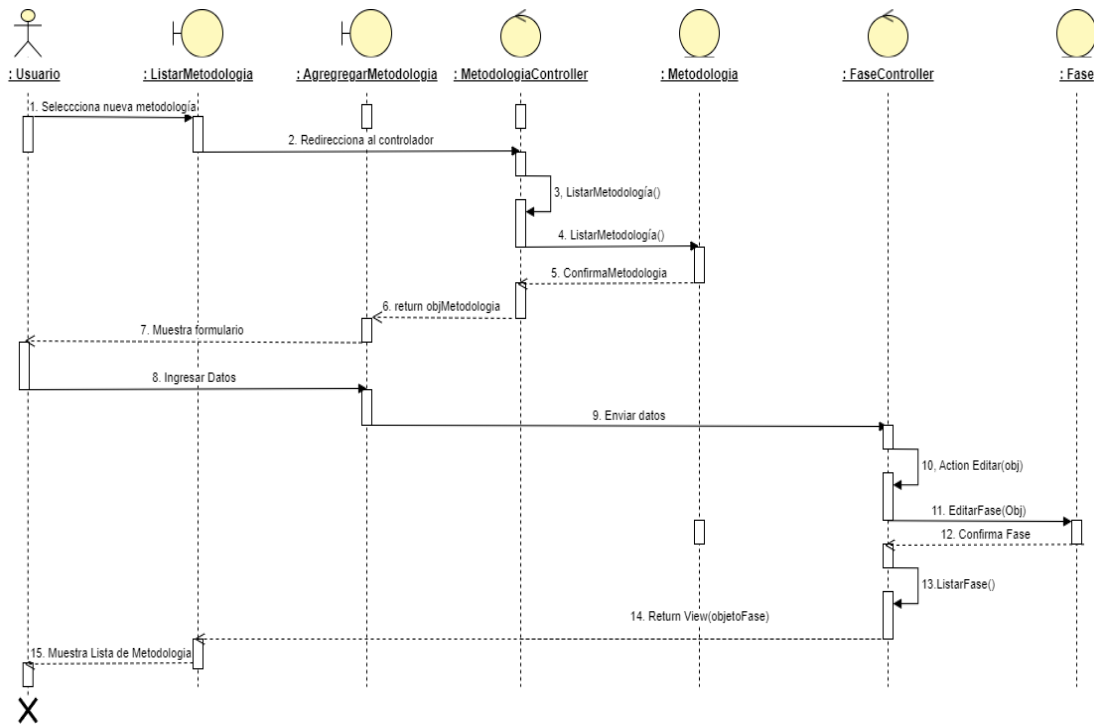 : Usuario
: ListarMetodologia
: AgregregarMetodologia
: MetodologiaController
: Metodologia
: FaseController
: Fase
1. Seleccciona nueva metodología
2. Redirecciona al controlador
3, ListarMetodología()
4. ListarMetodología()
5. ConfirmaMetodologia
6. return objMetodologia
7. Muestra formulario
8. Ingresar Datos
9. Enviar datos
10, Action Editar(obj)
11. EditarFase(Obj)
12. Confirma Fase
13.ListarFase()
14. Return View(objetoFase)
15. Muestra Lista de Metodologia